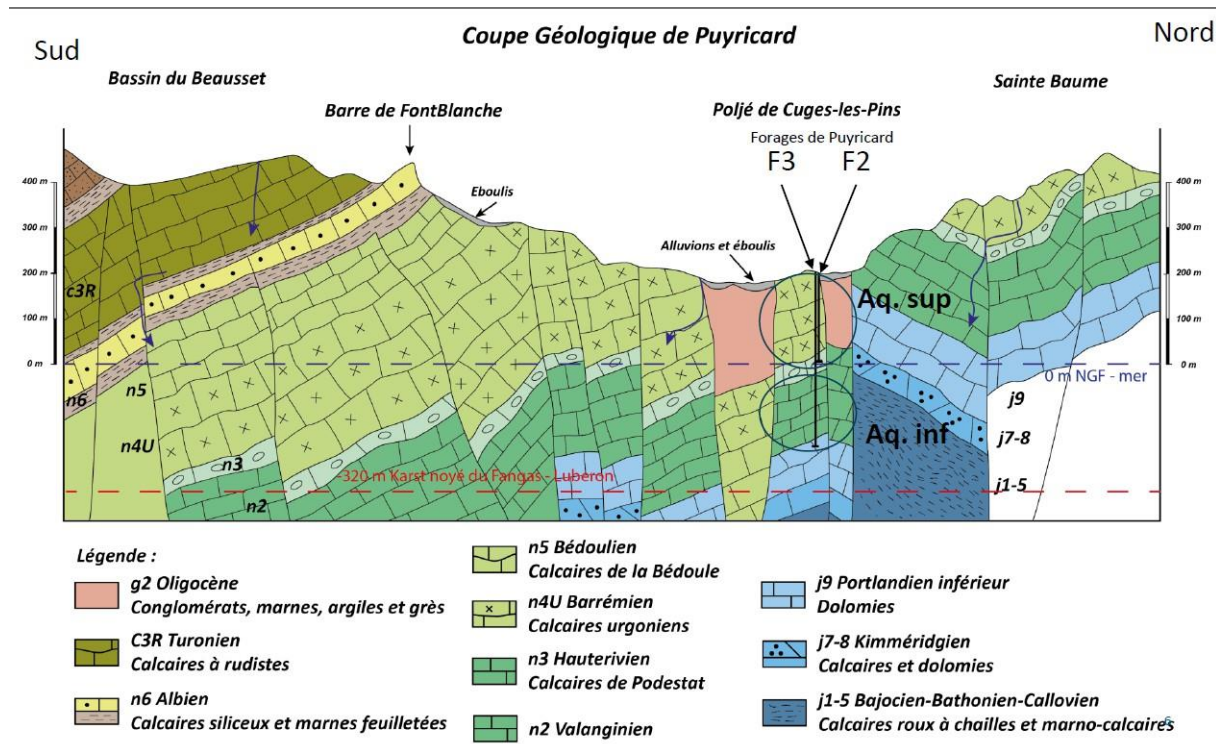 Coupe Géologique de Puyricard
Sud
Nord
Bassin du Beausset
Sainte Baume
Barre de FontBlanche
Poljé de Cuges-les-Pins
Forages de Puyricard
F3
F2
Eboulis
Alluvions et éboulis
400 m
300 m
200 m
100 m
0 m
400 m
300 m
200 m
100 m
0 m
c3R
n6
n5
n4U
n3
n2
Aq. sup
Aq. inf
0 m NGF - mer
j9
j7-8
j1-5
-320 m Karst noyé du Fangas - Luberon
Légende :
g2 Oligocène
Conglomérats, marnes, argiles et grès
C3R Turonien
Calcaires à rudistes
n6 Albien
Calcaires siliceux et marnes feuilletées
n5 Bédoulien
Calcaires de la Bédoule
n4U Barrémien
Calcaires urgoniens
n3 Hauterivien
Calcaires de Podestat
n2 Valanginien
j9 Portlandien inférieur
Dolomies
j7-8 Kimméridgien
Calcaires et dolomies
j1-5 Bajocien-Bathonien-Callovien
Calcaires roux à chailles et marno-calcaires
6